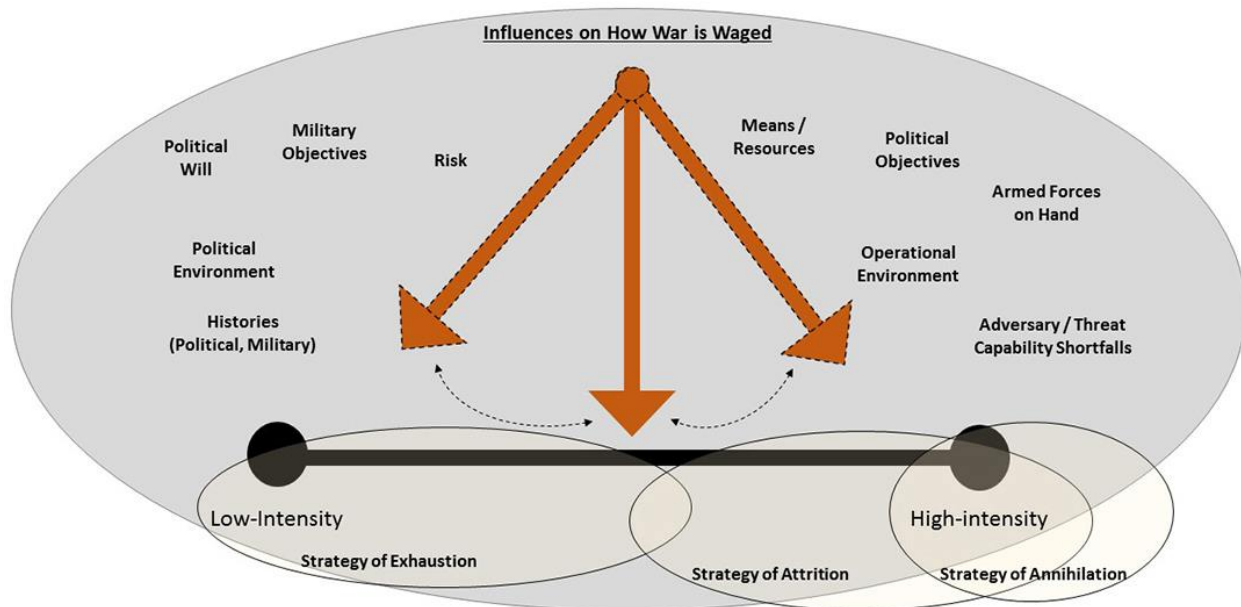 Influences on How War is Waged
Political
Will
Military
Objectives
Risk
Means /
Resources
Political
Objectives
Armed Forces
on Hand
Political
Environment
Operational
Environment
Histories
(Political, Military)
Adversary / Threat
Capability Shortfalls
Low-Intensity
High-intensity
Strategy of Exhaustion
Strategy of Attrition
Strategy of Annihilation